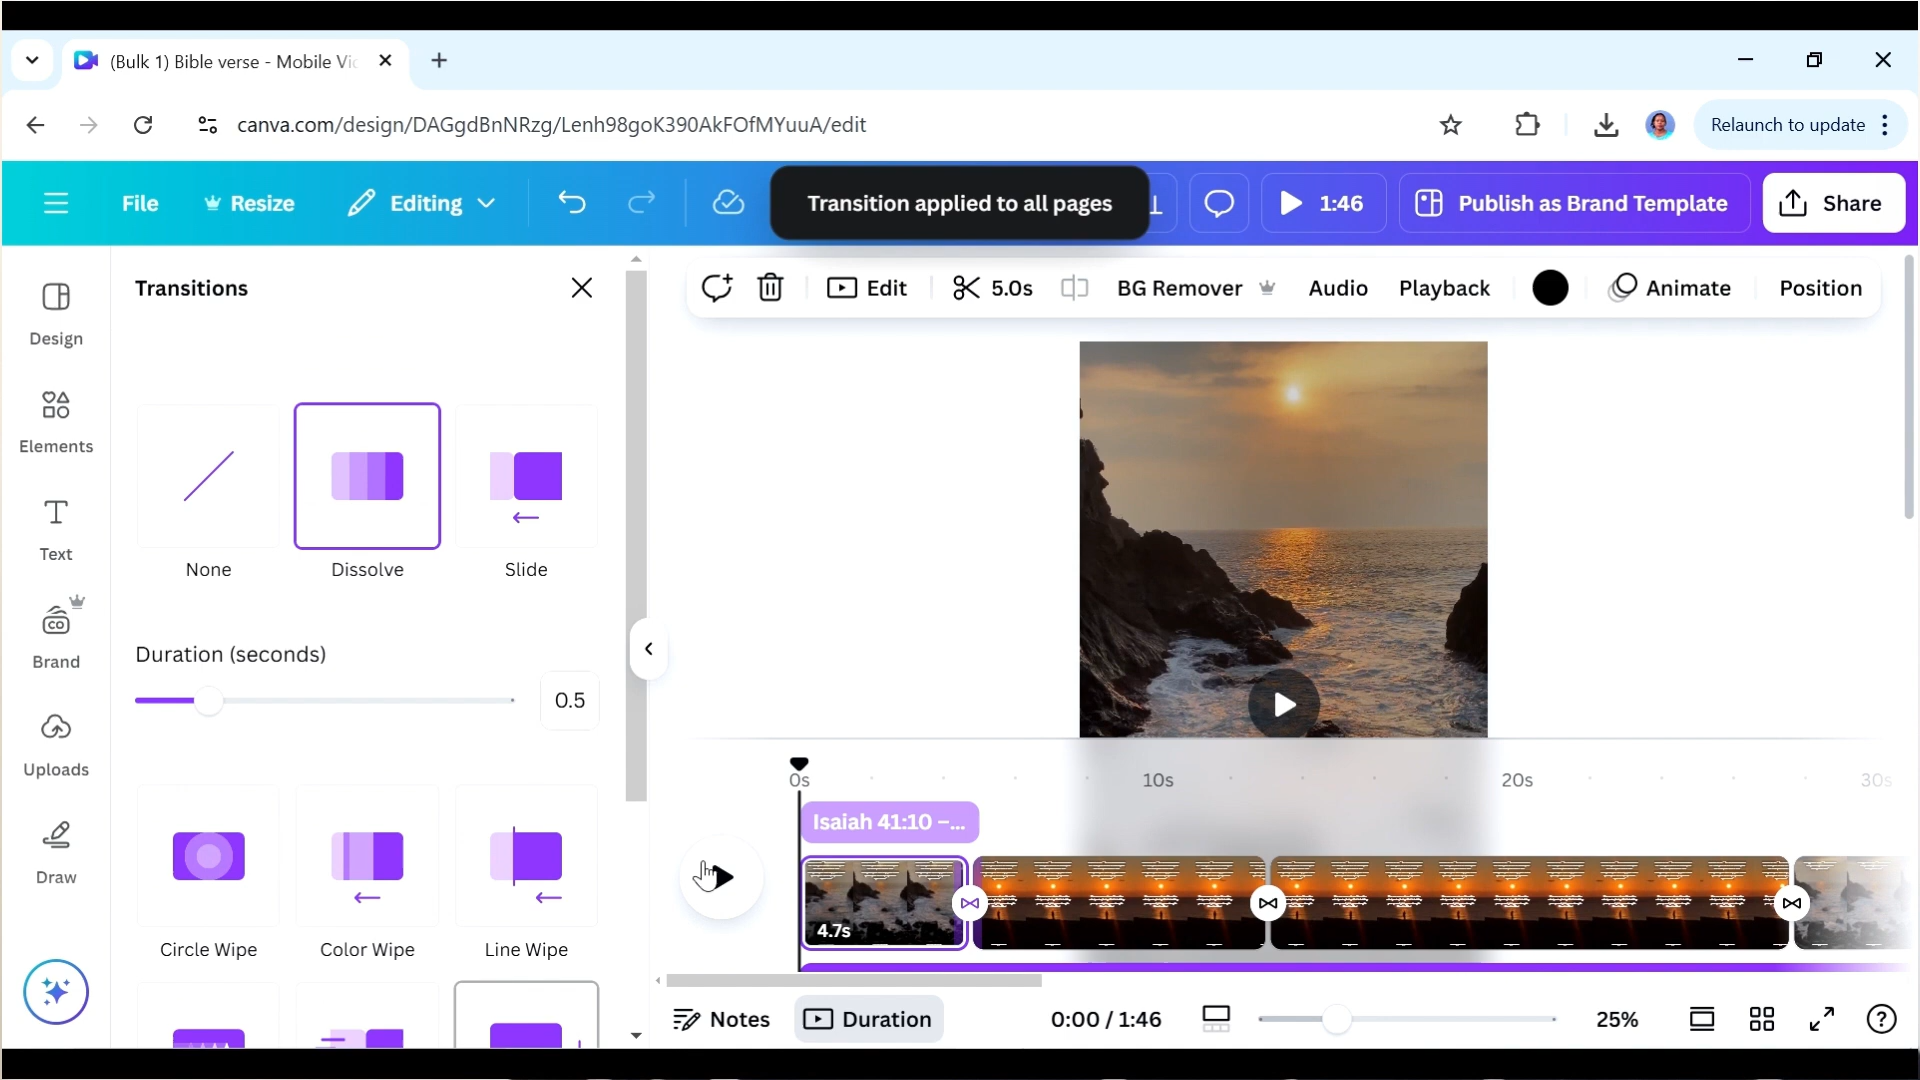 (Bulk 1) Bible verse - Mobile Vi
canva.com/design/DAGgdBnNRzg/Lenh98goK390AkFOfMYuuA/edit
Relaunch to update
File
Resize
Editing
Transition applied to all pages
1:46
Publish as Brand Template
Share
Transitions
Edit
5.0s
BG Remover
Audio
Playback
Animate
Position
Design
Elements
Text
Brand
Uploads
Draw
None
Dissolve
Slide
Duration (seconds)
0.5
Circle Wipe
Color Wipe
Line Wipe
0s
10s
20s
30s
Isaiah 41:10 –...
4.7s
Notes
Duration
0:00 / 1:46
25%